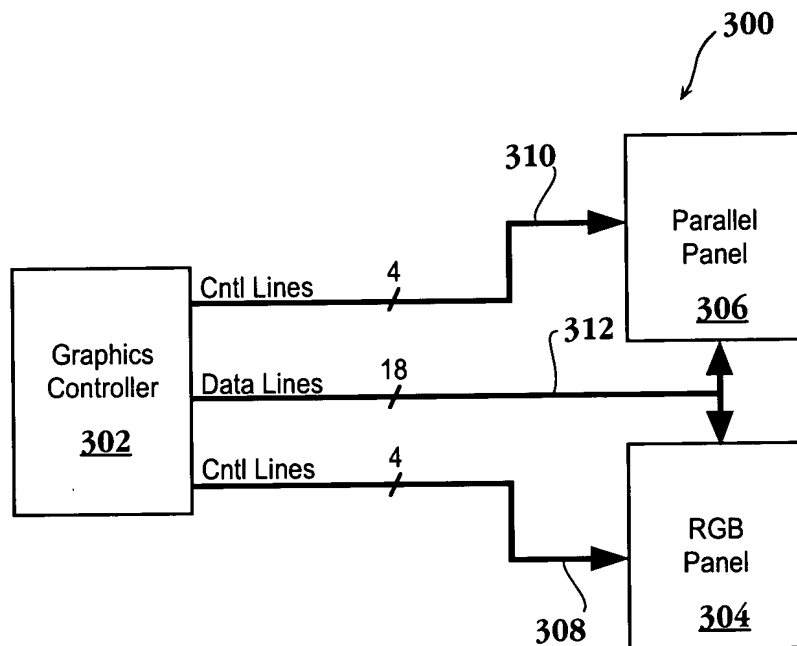 300
310
Parallel
Panel
306
4
Cntl Lines
Graphics
Controller
302
312
18
Data Lines
4
Cntl Lines
RGB
Panel
304
308